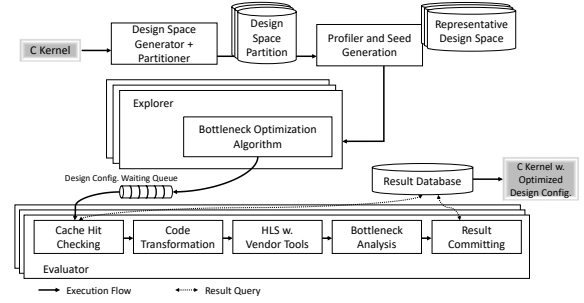 C Kernel
Design Space
Generator +
Partitioner
Design
Space
Partition
Profiler and Seed
Generation
Representative
Design Space
Explorer
Bottleneck Optimization
Algorithm
Design Config. Waiting Queue
Result Database
C Kernel w.
Optimized
Design Config.
Cache Hit
Checking
Code
Transformation
HLS w.
Vendor Tools
Bottleneck
Analysis
Result
Committing
Evaluator
Execution Flow
Result Query